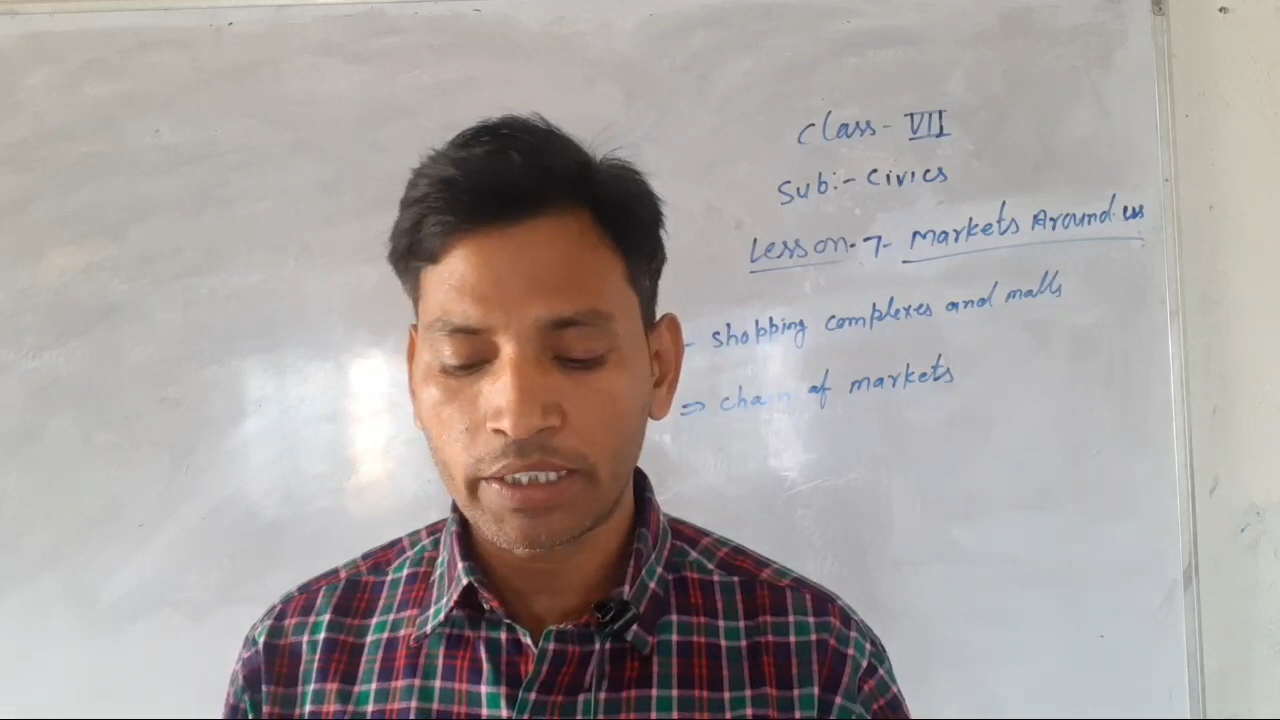 Class - VII
Sub:- Civics
Lesson-7- Markets Around us
- Shopping complexes and malls
⇒ chain of markets